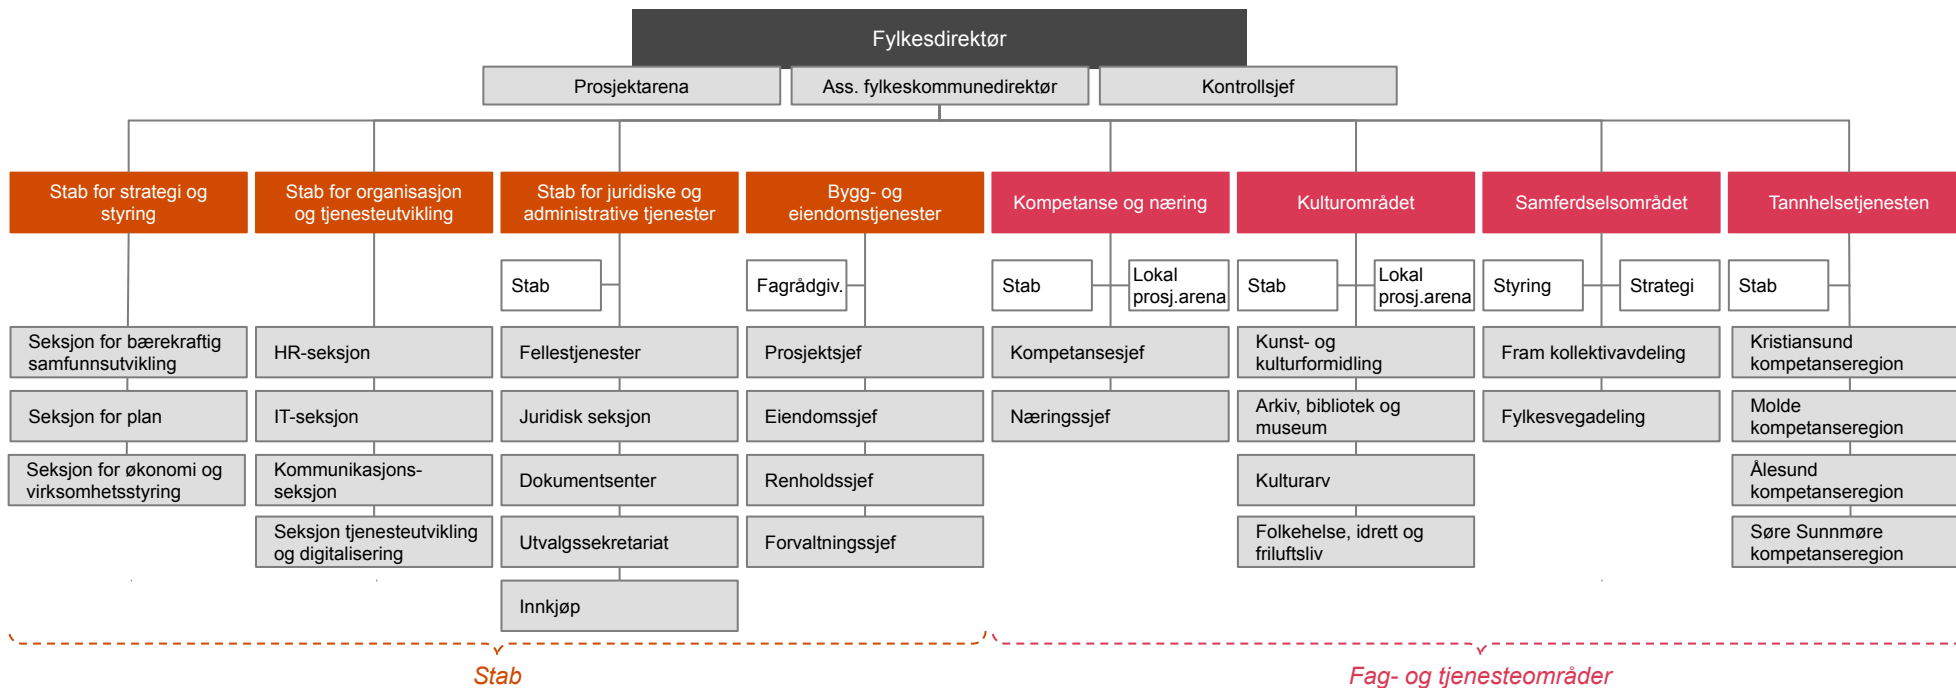 Fylkesdirektør
Prosjektarena
Ass. fylkeskommunedirektør
Kontrollsjef
Stab for strategi og
styring
Stab for organisasjon
og tjenesteutvikling
Stab for juridiske og
administrative tjenester
Bygg- og
eiendomstjenester
Kompetanse og næring
Kulturområdet
Samferdselsområdet
Tannhelsetjenesten
Stab
Fagrådgiv.
Stab
Lokal
prosj.arena
Stab
Lokal
prosj.arena
Styring
Strategi
Stab
Seksjon for bærekraftig
samfunnsutvikling
HR-seksjon
Fellestjenester
Prosjektsjef
Kompetansesjef
Kunst- og
kulturformidling
Fram kollektivavdeling
Kristiansund
kompetanseregion
Seksjon for plan
IT-seksjon
Juridisk seksjon
Eiendomssjef
Næringssjef
Arkiv, bibliotek og
museum
Fylkesvegadeling
Molde
kompetanseregion
Seksjon for økonomi og
virksomhetsstyring
Kommunikasjons-
seksjon
Dokumentsenter
Renholdssjef
Kulturarv
Ålesund
kompetanseregion
Seksjon tjenesteutvikling
og digitalisering
Utvalgssekretariat
Forvaltningssjef
Folkehelse, idrett og
friluftsliv
Søre Sunnmøre
kompetanseregion
Innkjøp
Stab
Fag- og tjenesteområder